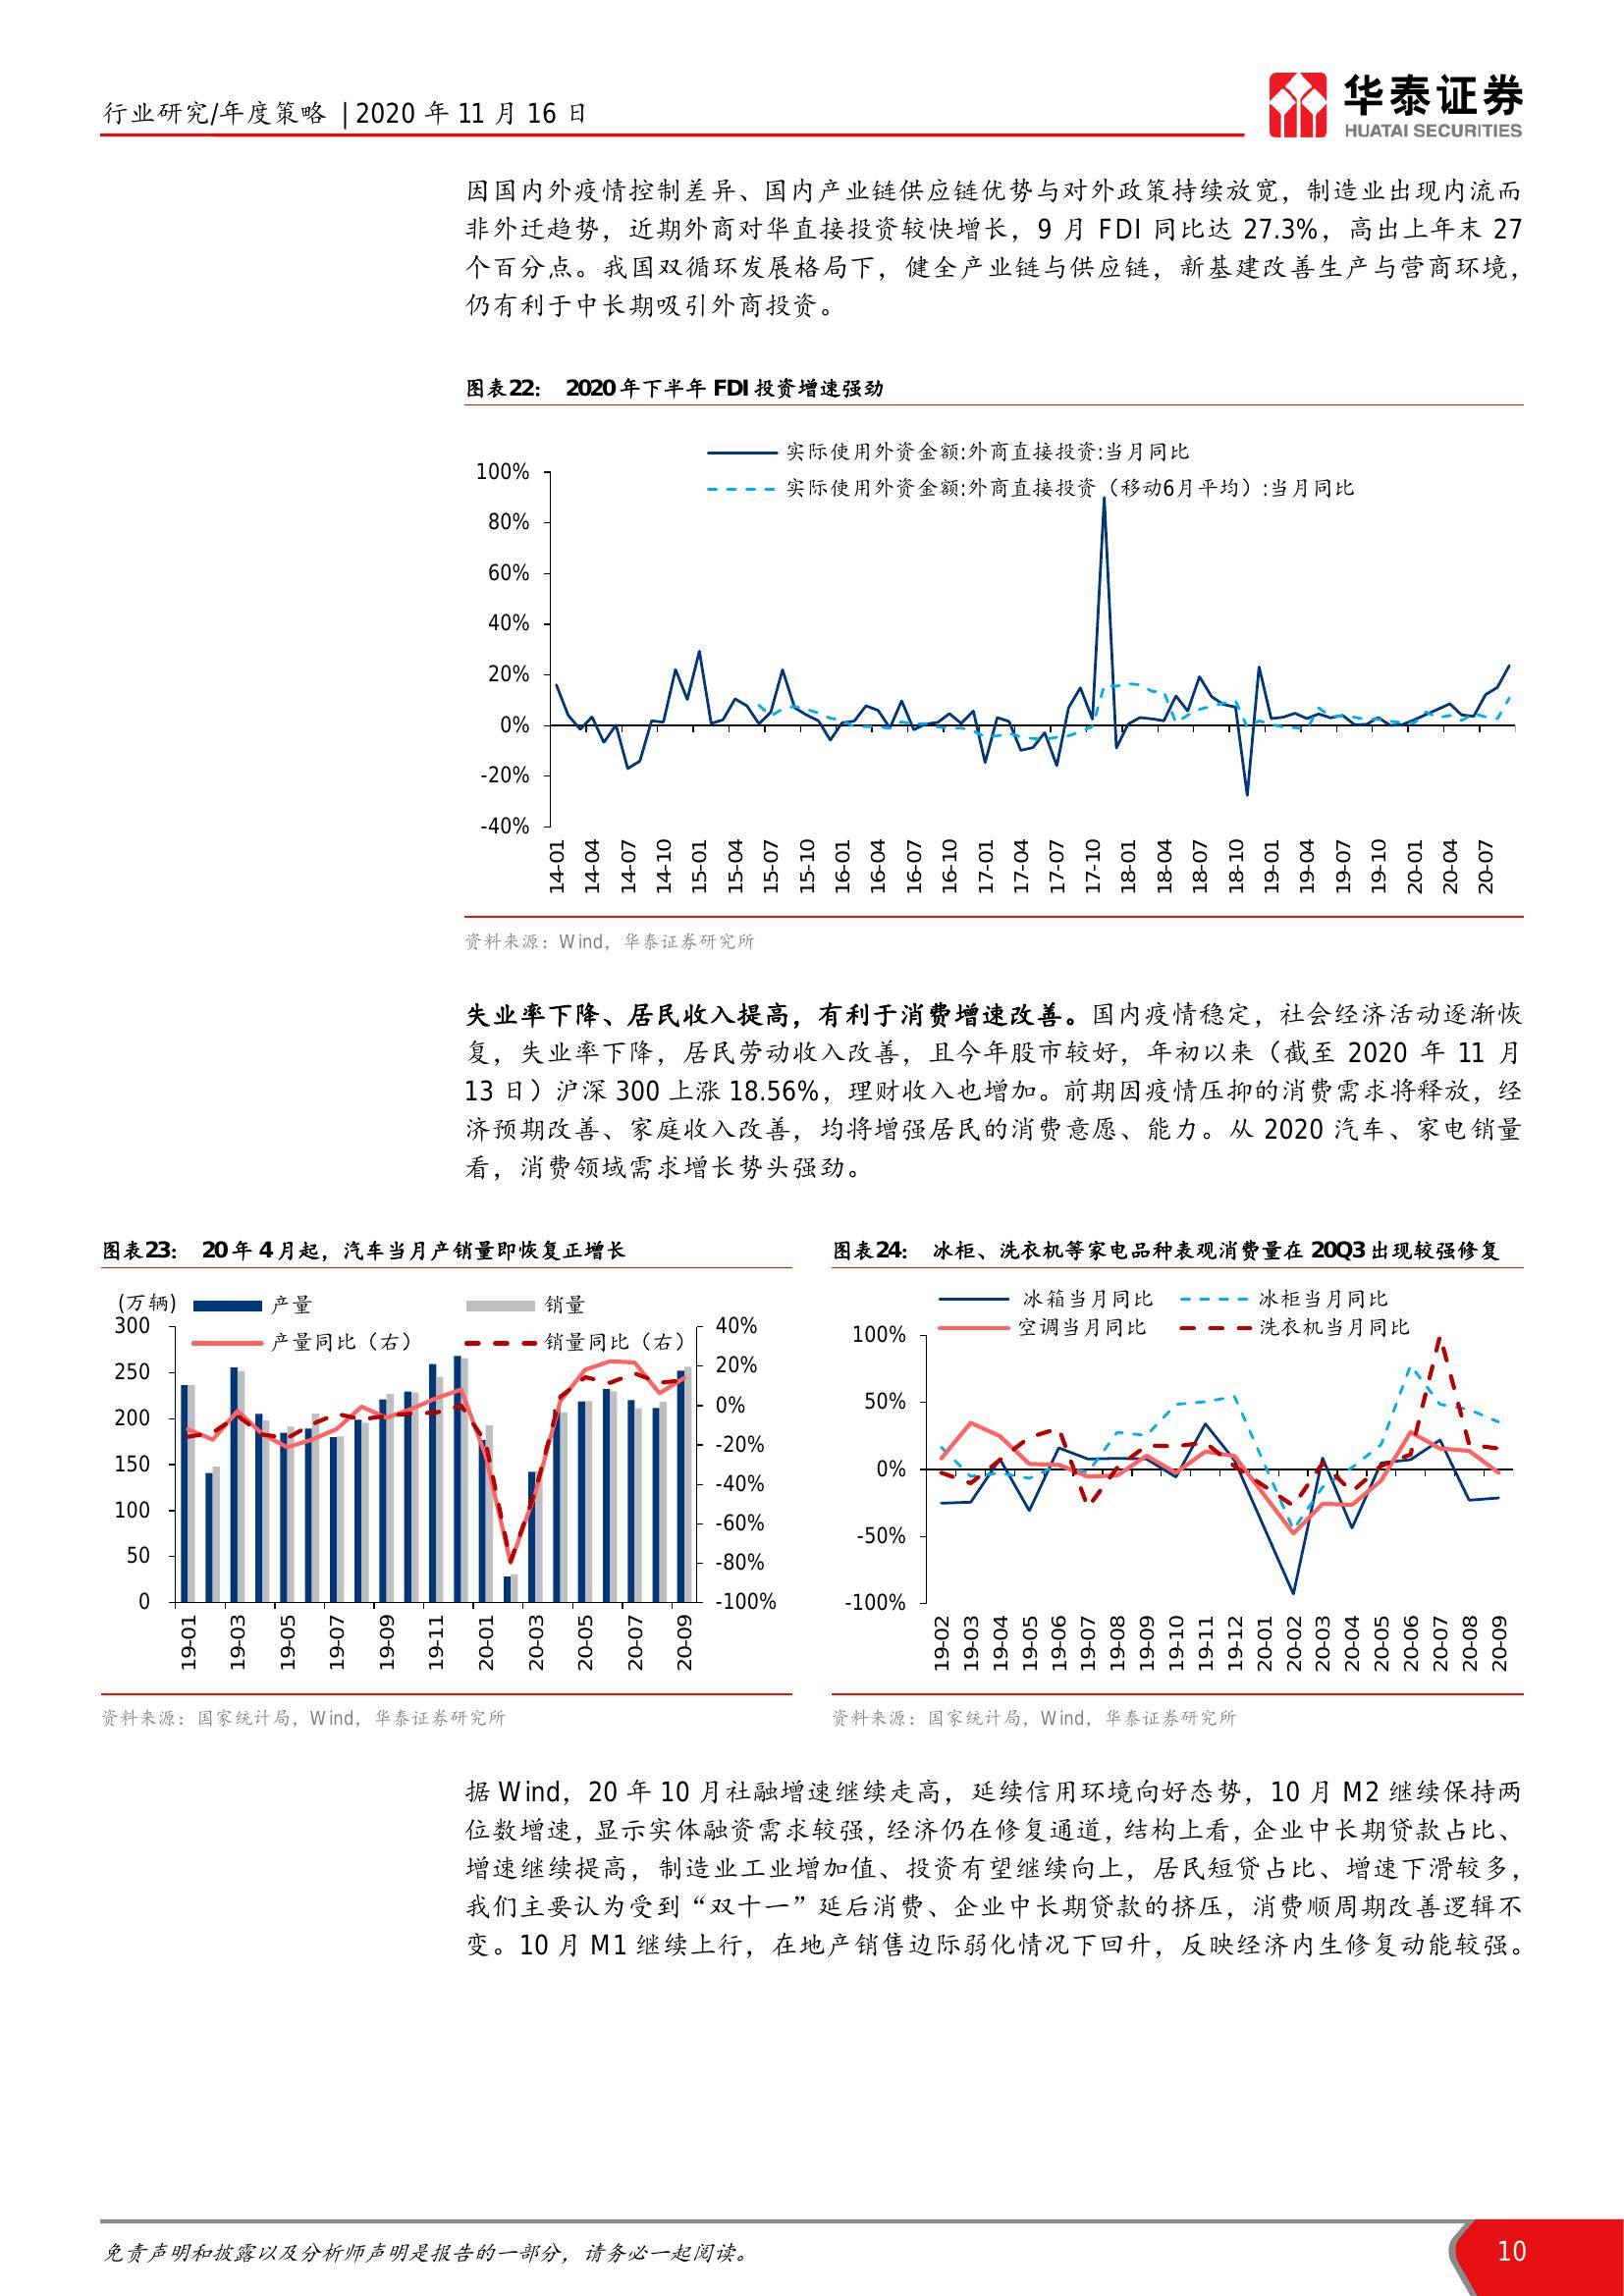 行业研究/年度策略 | 2020 年 11 月 16 日
华泰证券
HUATAI SECURITIES
因国内外疫情控制差异、国内产业链供应链优势与对外政策持续放宽，制造业出现内流而
非外迁趋势，近期外商对华直接投资较快增长，9 月 FDI 同比达 27.3%，高出上年末 27
个百分点。我国双循环发展格局下，健全产业链与供应链，新基建改善生产与营商环境，
仍有利于中长期吸引外商投资。
图表22： 2020 年下半年 FDI 投资增速强劲
实际使用外资金额:外商直接投资:当月同比
实际使用外资金额:外商直接投资（移动6月平均）:当月同比
100%
80%
60%
40%
20%
0%
-20%
-40%
14-01 14-04 14-07 14-10 15-01 15-04 15-07 15-10 16-01 16-04 16-07 16-10 17-01 17-04 17-07 17-10 18-01 18-04 18-07 18-10 19-01 19-04 19-07 19-10 20-01 20-04 20-07
资料来源：Wind，华泰证券研究所
失业率下降、居民收入提高，有利于消费增速改善。国内疫情稳定，社会经济活动逐渐恢
复，失业率下降，居民劳动收入改善，且今年股市较好，年初以来（截至 2020 年 11 月
13 日）沪深 300 上涨 18.56%，理财收入也增加。前期因疫情压抑的消费需求将释放，经
济预期改善、家庭收入改善，均将增强居民的消费意愿、能力。从 2020 汽车、家电销量
看，消费领域需求增长势头强劲。
图表23： 20 年 4 月起，汽车当月产销量即恢复正增长
(万辆)
产量 销量
产量同比（右） 销量同比（右）
300
250
200
150
100
50
0
40%
20%
0%
-20%
-40%
-60%
-80%
-100%
19-01 19-03 19-05 19-07 19-09 19-11 20-01 20-03 20-05 20-07 20-09
资料来源：国家统计局，Wind，华泰证券研究所
图表24： 冰柜、洗衣机等家电品种表观消费量在 20Q3 出现较强修复
冰箱当月同比 冰柜当月同比
空调当月同比 洗衣机当月同比
100%
50%
0%
-50%
-100%
19-02 19-03 19-04 19-05 19-06 19-07 19-08 19-09 19-10 19-11 19-12 20-01 20-02 20-03 20-04 20-05 20-06 20-07 20-08 20-09
资料来源：国家统计局，Wind，华泰证券研究所
据 Wind，20 年 10 月社融增速继续走高，延续信用环境向好态势，10 月 M2 继续保持两
位数增速，显示实体融资需求较强，经济仍在修复通道，结构上看，企业中长期贷款占比、
增速继续提高，制造业工业增加值、投资有望继续向上，居民短贷占比、增速下滑较多，
我们主要认为受到“双十一”延后消费、企业中长期贷款的挤压，消费顺周期改善逻辑不
变。10 月 M1 继续上行，在地产销售边际弱化情况下回升，反映经济内生修复动能较强。
免责声明和披露以及分析师声明是报告的一部分，请务必一起阅读。
10